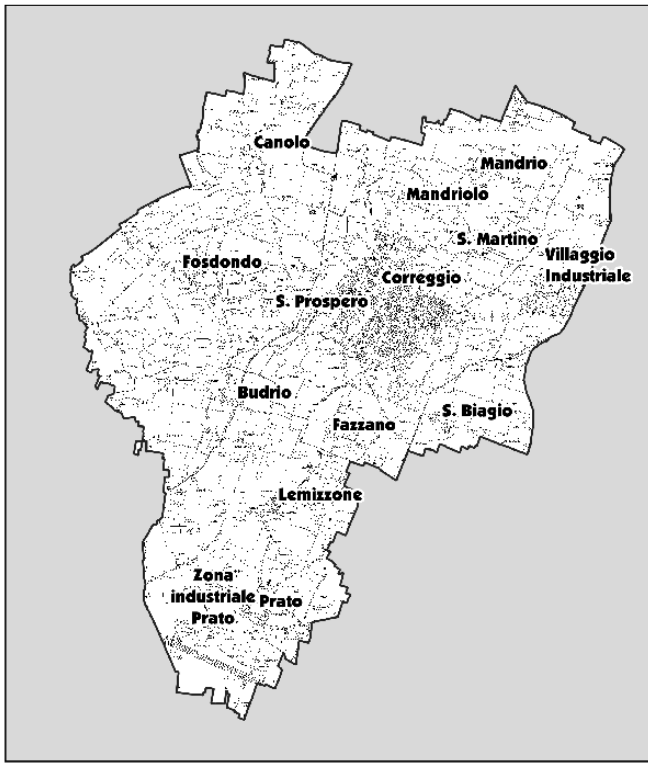 Canolo
Mandrio
Mandriolo
S. Martino
Villaggio
Industriale
Fosdondo
Correggio
S. Prospero
Budrio
S. Biagio
Fazzano
Lemizzone
Zona
industriale
Prato
Prato